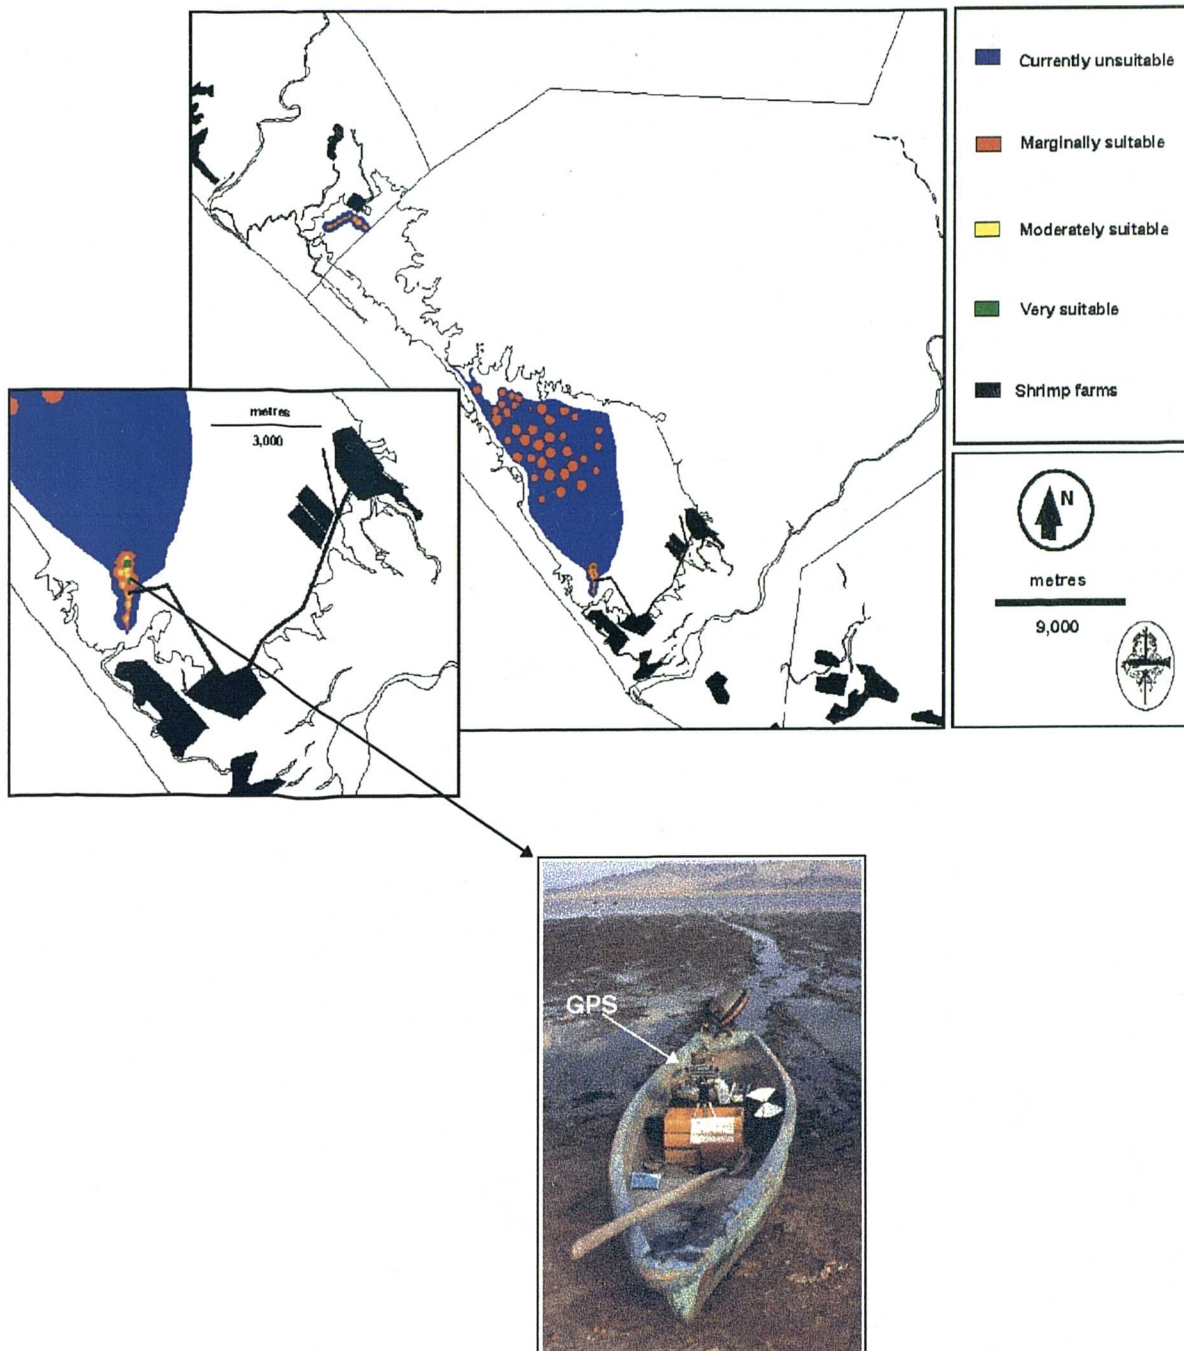 Currently unsuitable
Marginally suitable
Moderately suitable
Very suitable
Shrimp farms
N
metres
9,000
metres
3,000
GPS